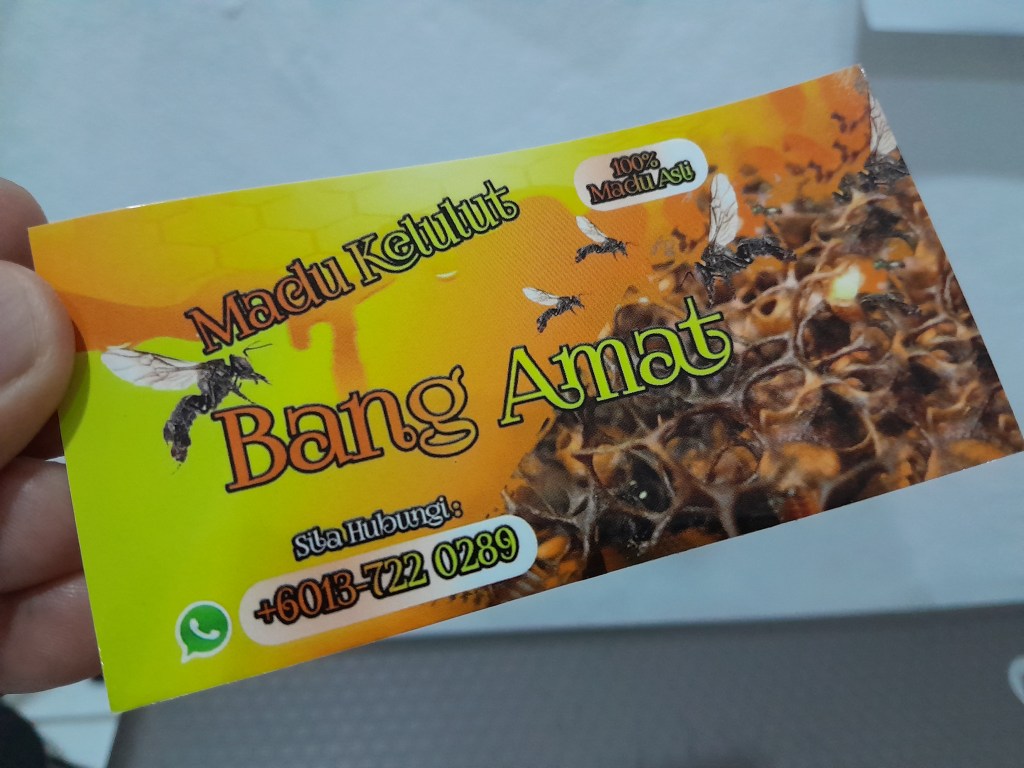 100%
Madu Asli
Madu Kelulut
Bang Amat
Sila Hubungi :
+6013-722 0289